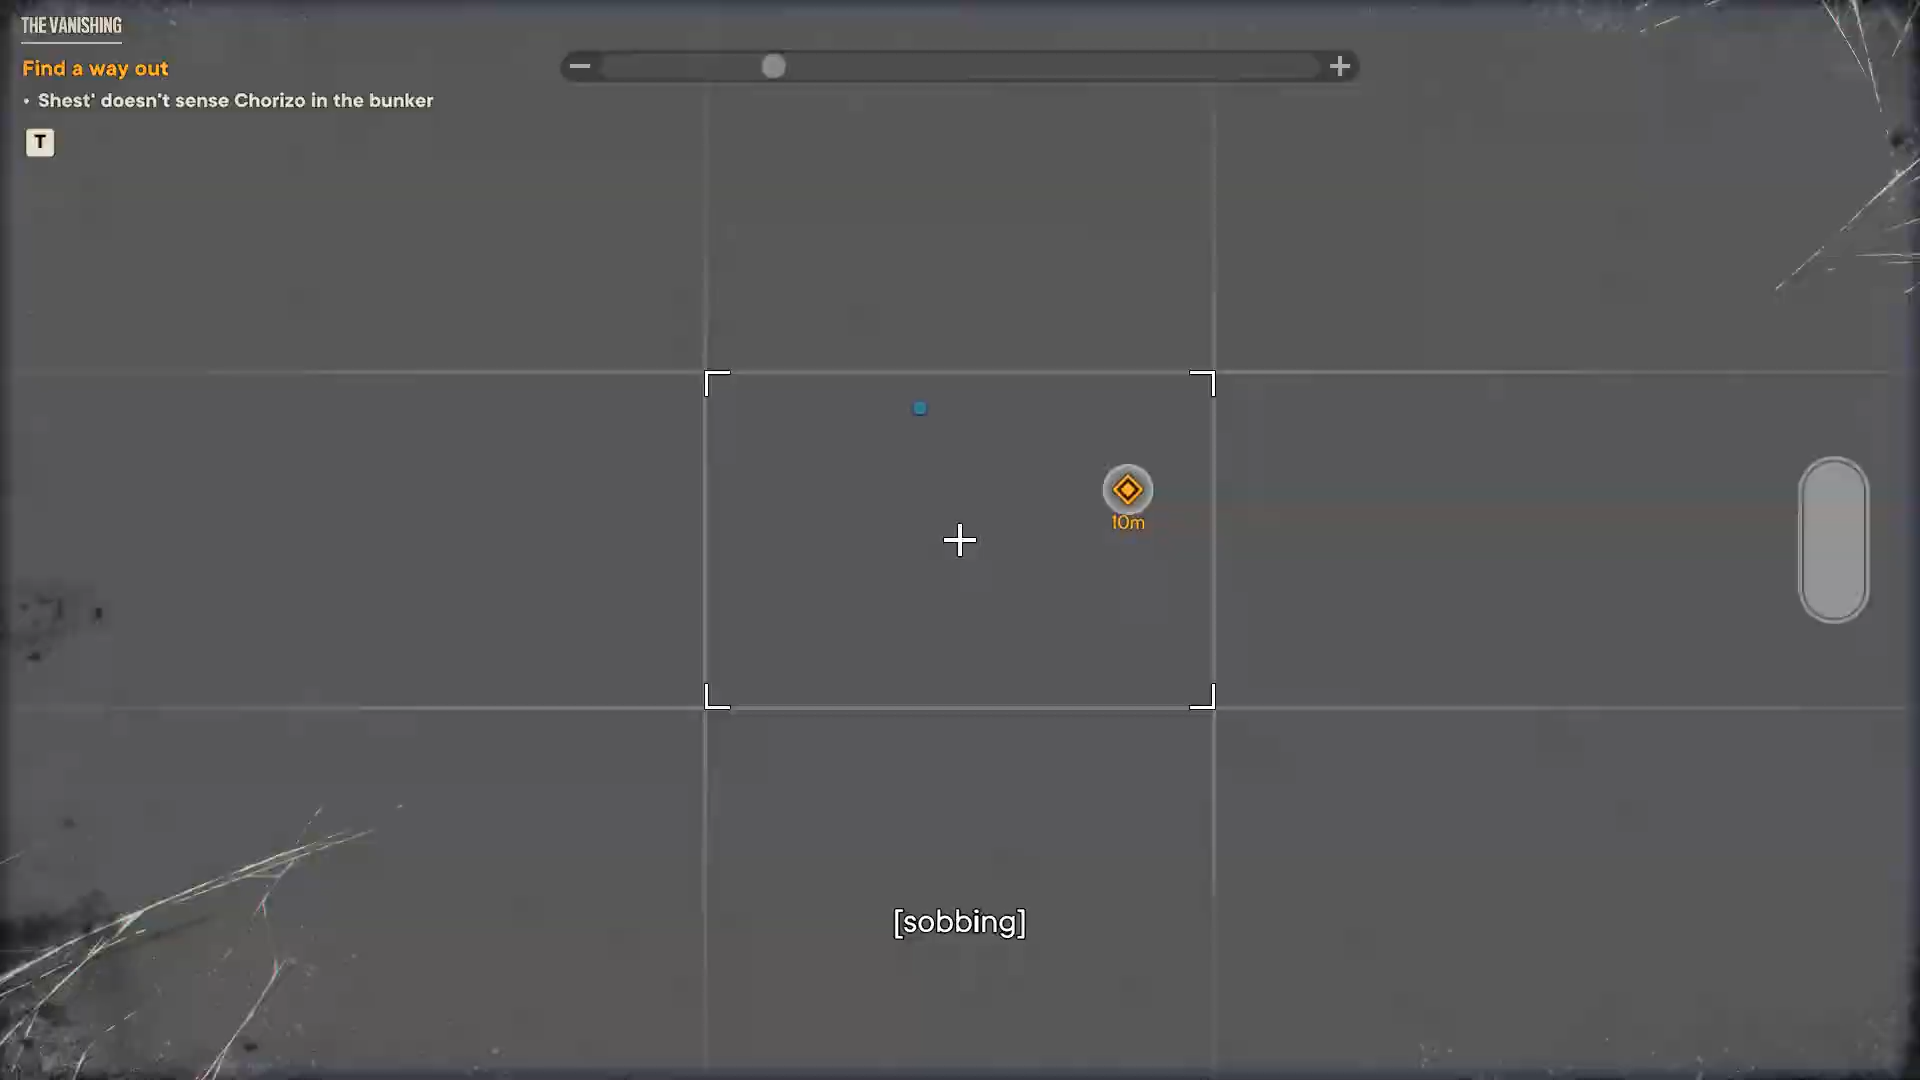 THE VANISHING
Find a way out
• Shest' doesn't sense Chorizo in the bunker
T
10m
[sobbing]